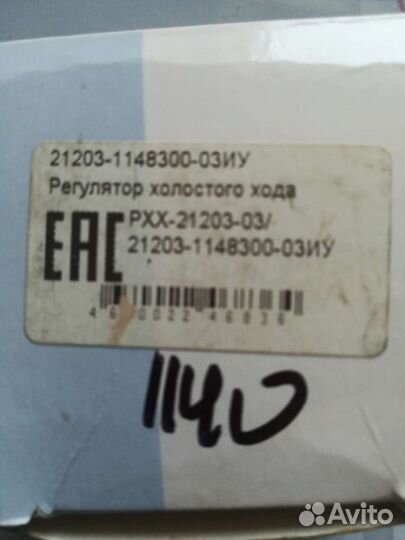 21203-1148300-03ИУ
Регулятор холостого хода
EAC
РХХ-21203-03/
21203-1148300-03ИУ
1140
Avito